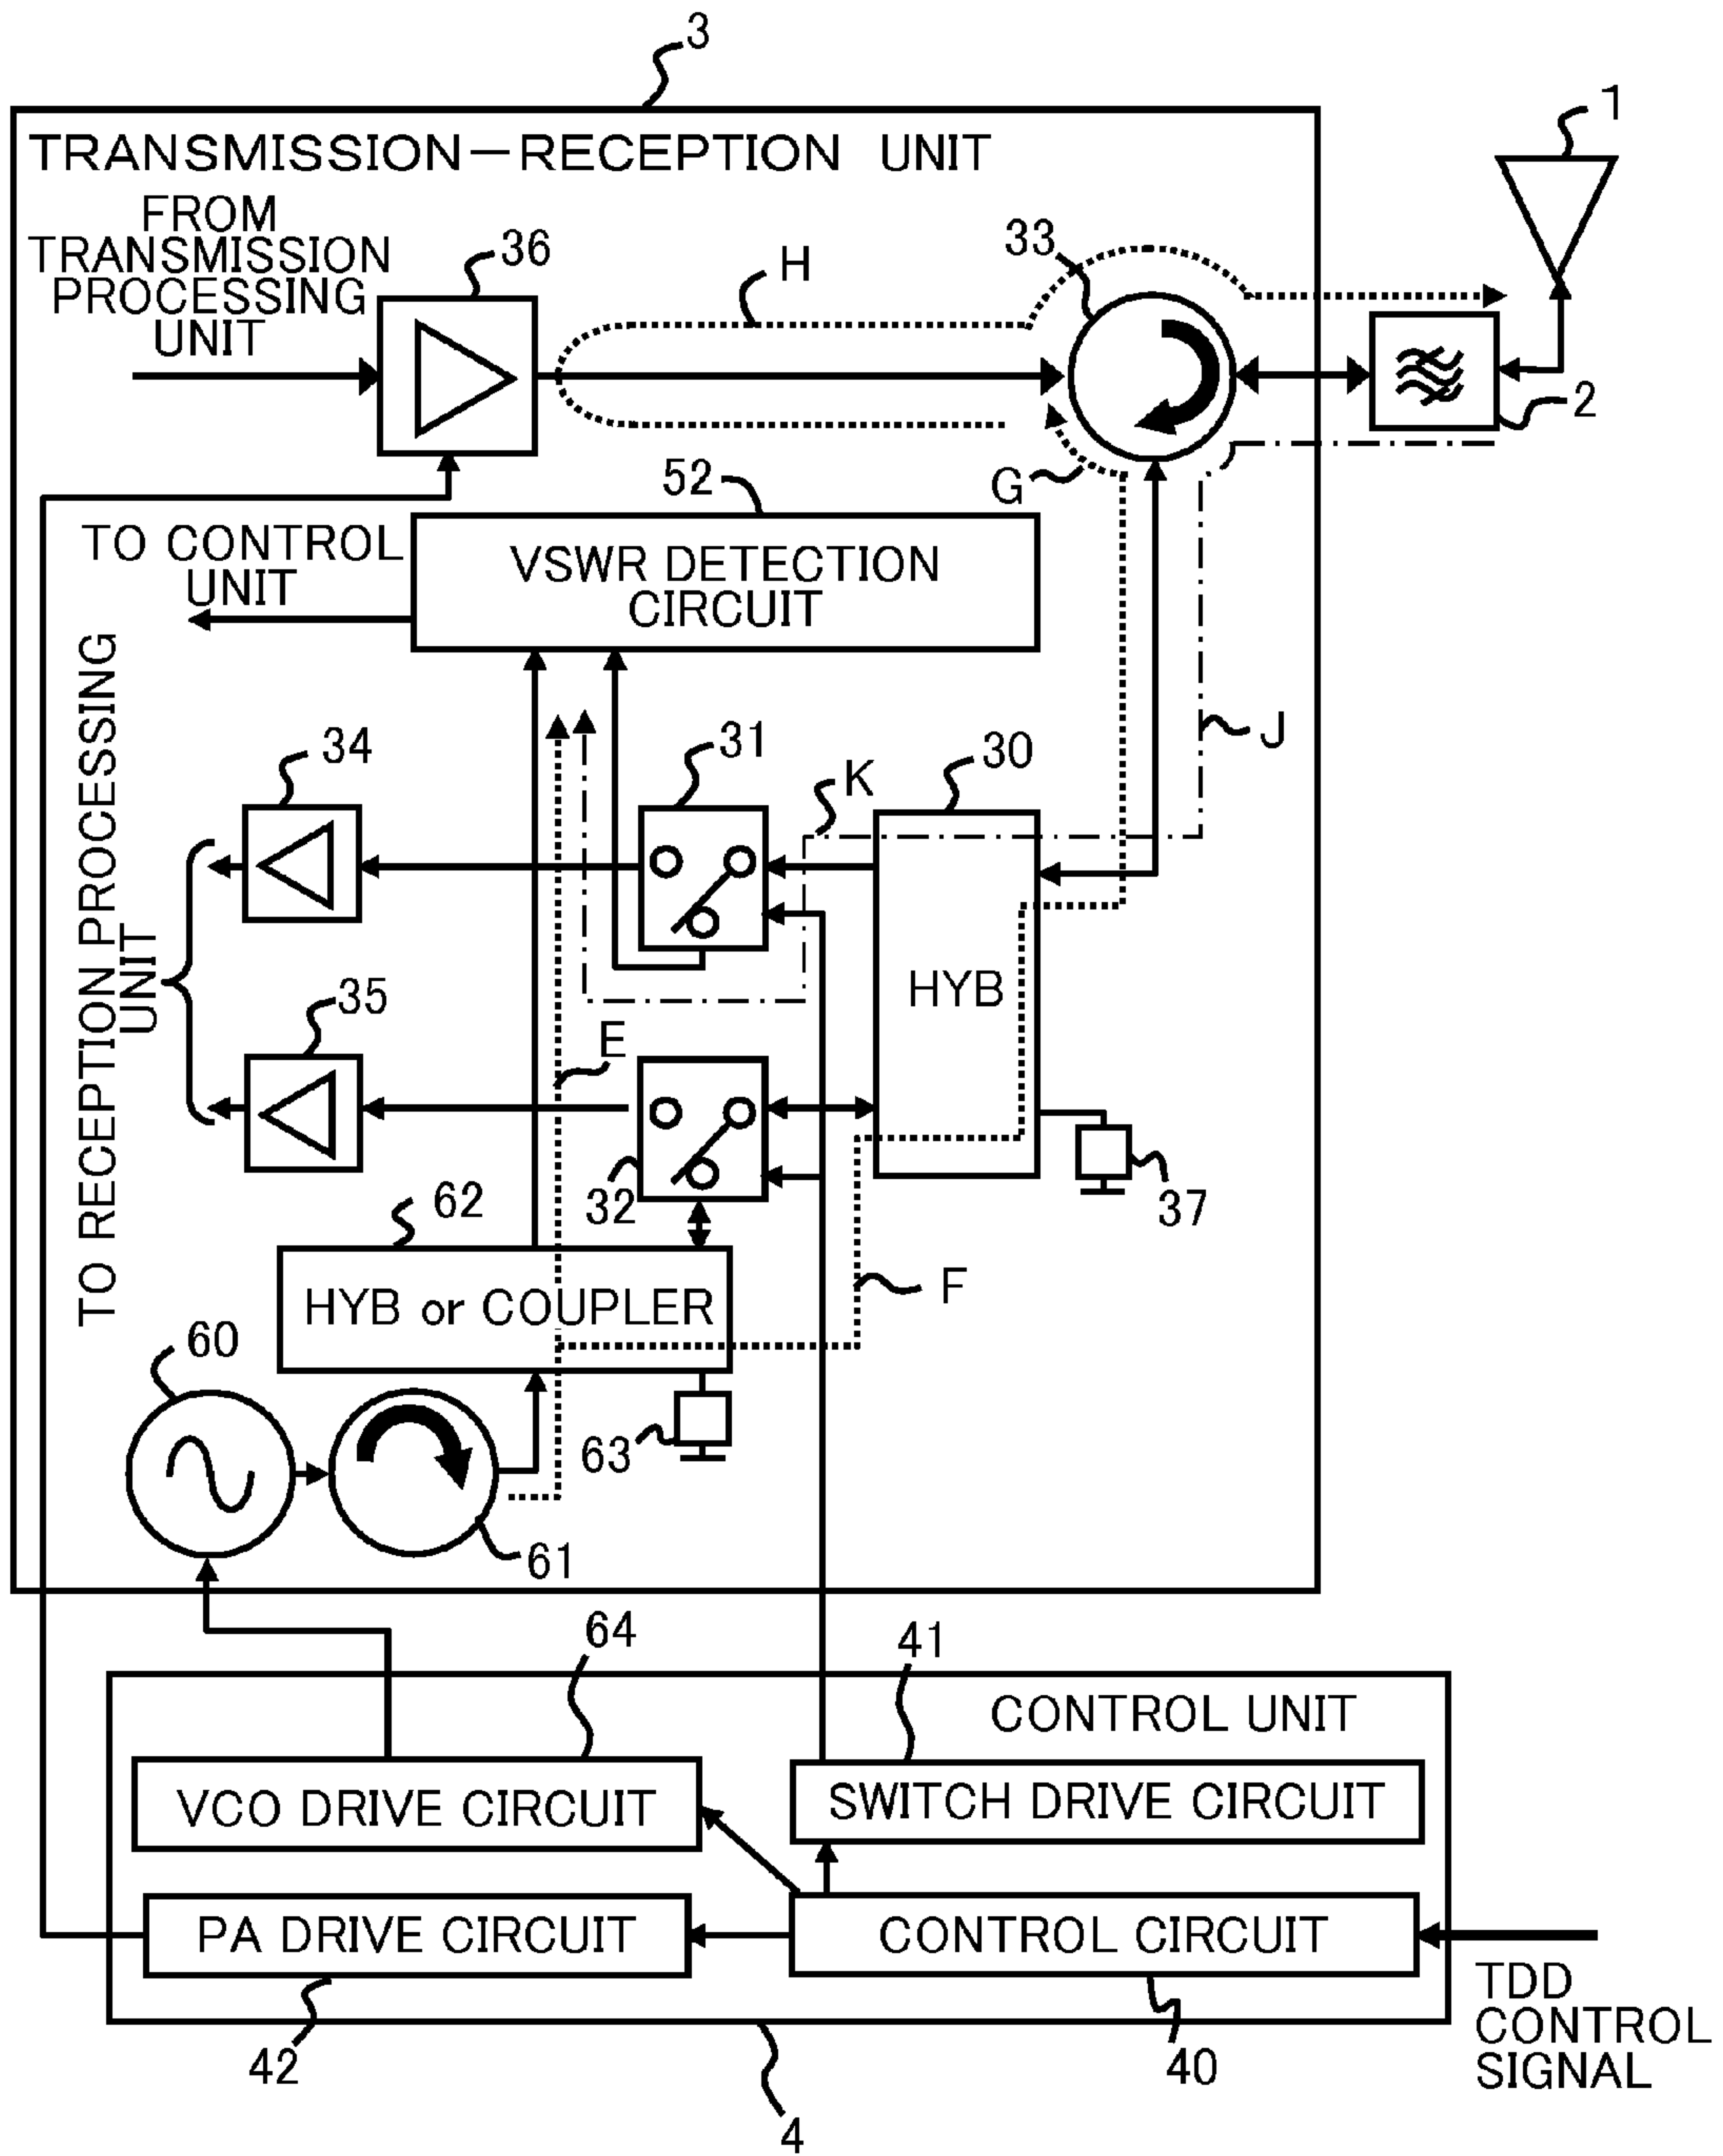 3
1
TRANSMISSION-RECEPTION UNIT
FROM
TRANSMISSION
PROCESSING
UNIT
36
H
33
2
G
52
TO CONTROL
UNIT
VSWR DETECTION
CIRCUIT
TO RECEPTION PROCESSING
UNIT
34
31
K
30
J
HYB
35
E
32
37
62
HYB or COUPLER
F
60
63
61
64
41
CONTROL UNIT
VCO DRIVE CIRCUIT
SWITCH DRIVE CIRCUIT
PA DRIVE CIRCUIT
CONTROL CIRCUIT
TDD
CONTROL
SIGNAL
42
40
4